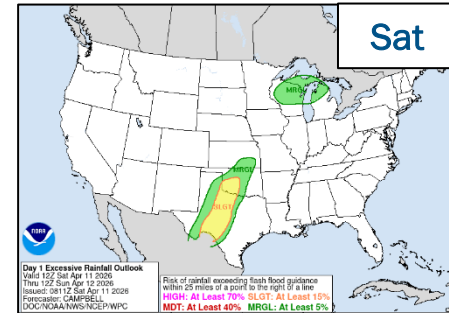 Sat
MRGL
MRGL
SLGT
NOAA
Day 1 Excessive Rainfall Outlook
Valid 12Z Sat Apr 11 2026
Thru 12Z Sun Apr 12 2026
Issued: 0811Z Sat Apr 11 2026
Forecaster: CAMPBELL
DOC/NOAA/NWS/NCEP/WPC
Risk of rainfall exceeding flash flood guidance
within 25 miles of a point to the right of a line
HIGH: At Least 70% SLGT: At Least 15%
MDT: At Least 40% MRGL: At Least 5%